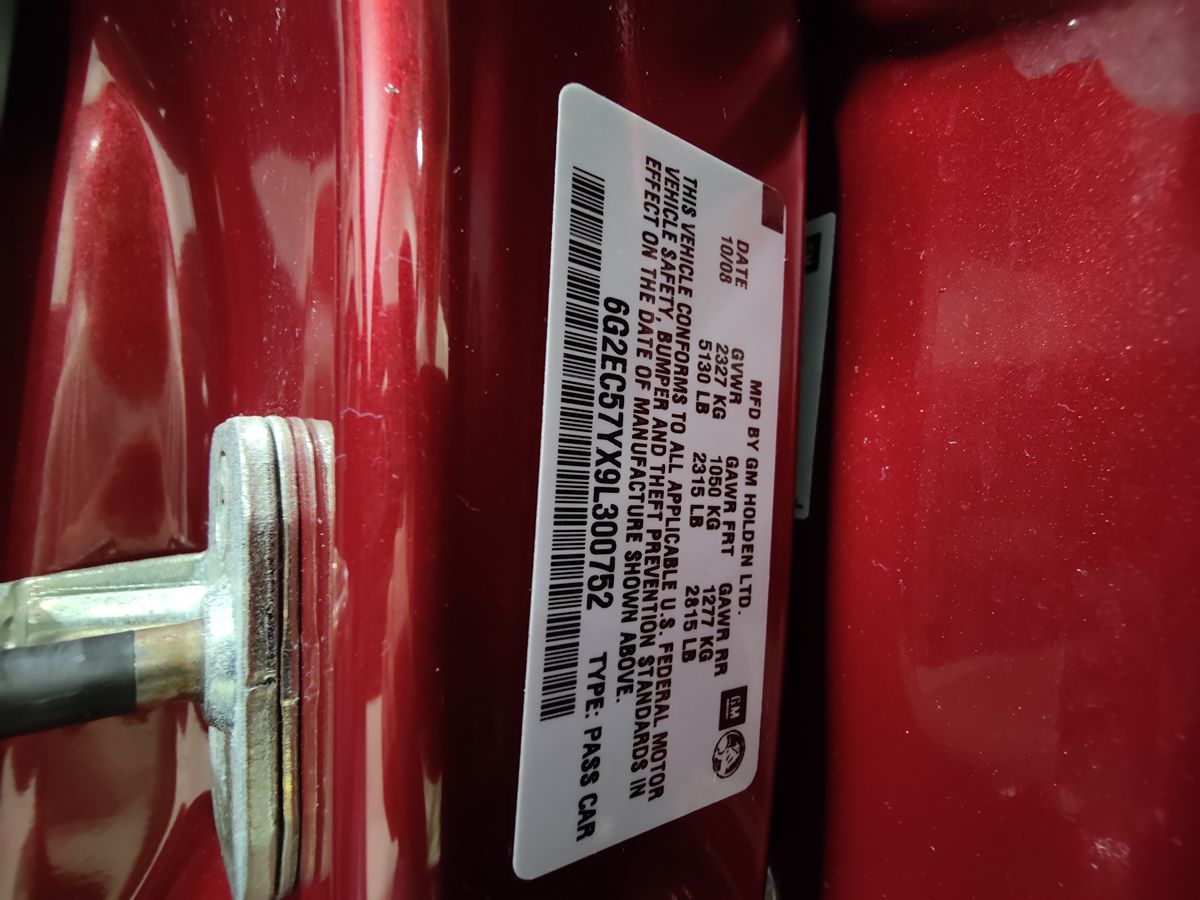 MFD BY GM HOLDEN LTD.
DATE GVWR GAWR FRT GAWR RR
10/08 2327 KG 1050 KG 1277 KG
5130 LB 2315 LB 2815 LB
GM
THIS VEHICLE CONFORMS TO ALL APPLICABLE U.S. FEDERAL MOTOR
VEHICLE SAFETY, BUMPER AND THEFT PREVENTION STANDARDS IN
EFFECT ON THE DATE OF MANUFACTURE SHOWN ABOVE.
6G2EC57YX9L300752 TYPE: PASS CAR